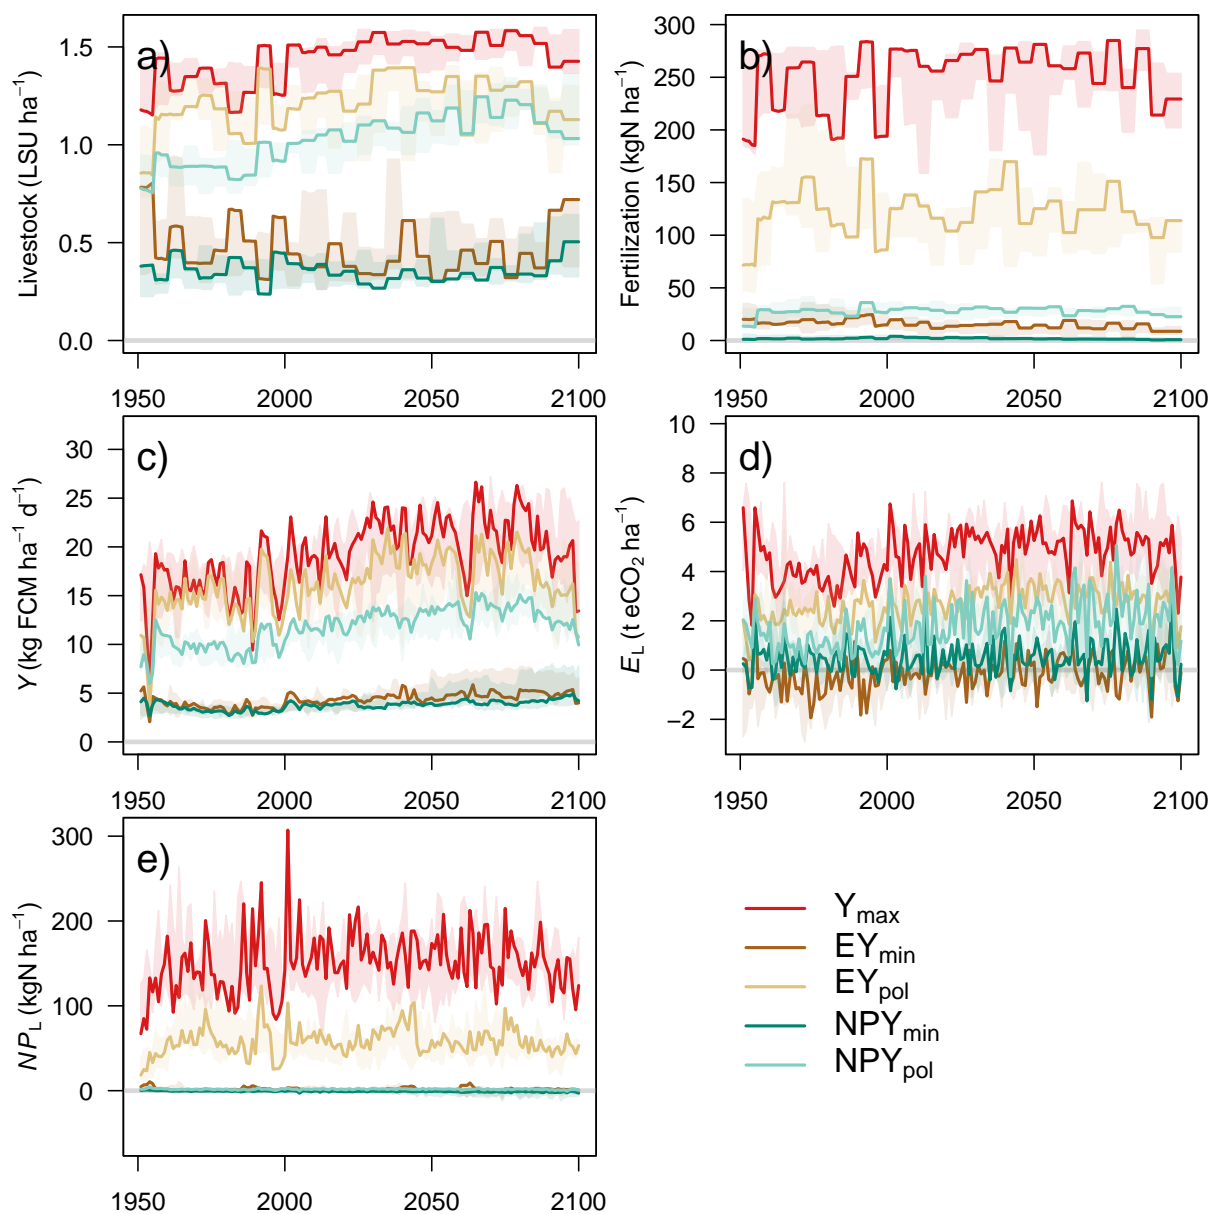 a)
Livestock (LSU ha⁻¹)
1.5
1.0
0.5
0.0
1950 2000 2050 2100
b)
Fertilization (kgN ha⁻¹)
300
250
200
150
100
50
0
1950 2000 2050 2100
c)
Y (kg FCM ha⁻¹ d⁻¹)
30
25
20
15
10
5
0
1950 2000 2050 2100
d)
E_L (t eCO₂ ha⁻¹)
10
8
6
4
2
0
−2
1950 2000 2050 2100
e)
NP_L (kgN ha⁻¹)
300
200
100
0
1950 2000 2050 2100
Y_max
EY_min
EY_pol
NPY_min
NPY_pol